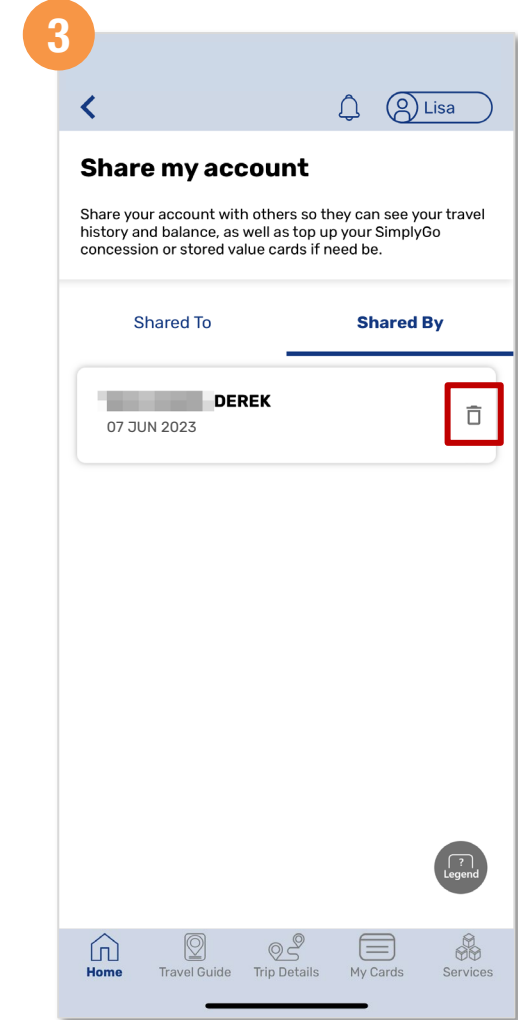 3
Lisa
Share my account
Share your account with others so they can see your travel
history and balance, as well as top up your SimplyGo
concession or stored value cards if need be.
Shared To
Shared By
DEREK
07 JUN 2023
?
Legend
Home
Travel Guide
Trip Details
My Cards
Services